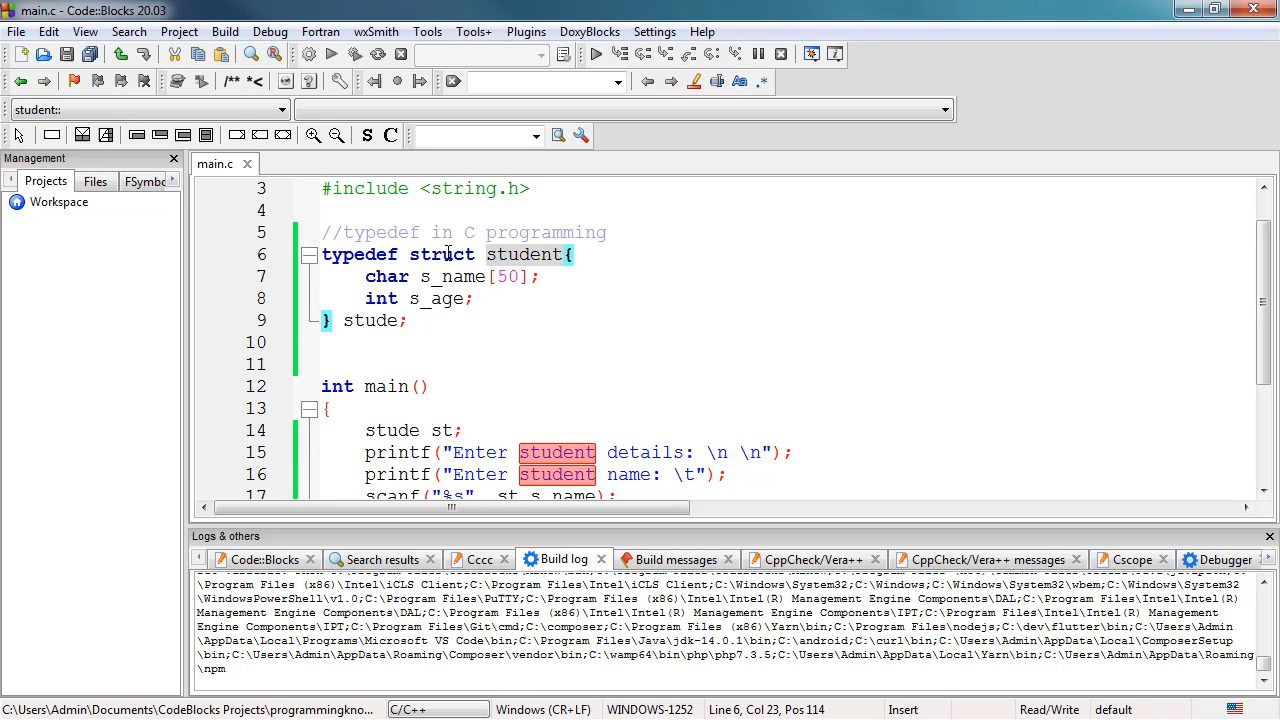 main.c - Code::Blocks 20.03
File Edit View Search Project Build Debug Fortran wxSmith Tools Tools+ Plugins DoxyBlocks Settings Help
/** *<
student::
S C
Management
Projects Files FSymbo
Workspace
main.c
3 #include <string.h>
4
5 //typedef in C programming
6 typedef struct student{
7 char s_name[50];
8 int s_age;
9 } stude;
10
11
12 int main()
13 {
14 stude st;
15 printf("Enter student details: \n \n");
16 printf("Enter student name: \t");
17 scanf("%s", st.s_name);
Logs & others
Code::Blocks Search results Cccc Build log Build messages CppCheck/Vera++ CppCheck/Vera++ messages Cscope Debugger
\Program Files (x86)\Intel\iCLS Client;C:\Program Files\Intel\iCLS Client;C:\Windows\System32;C:\Windows;C:\Windows\System32\wbem;C:\Windows\System32
\WindowsPowerShell\v1.0;C:\Program Files\PuTTY;C:\Program Files\Intel\Intel(R) Management Engine Components\DAL;C:\Program Files (x86)\Intel\Intel(R)
Management Engine Components\DAL;C:\Program Files (x86)\Intel\Intel(R) Management Engine Components\IPT;C:\Program Files\Intel\Intel(R) Management
Engine Components\IPT;C:\Program Files\Git\cmd;C:\composer;C:\Program Files (x86)\Yarn\bin;C:\Program Files\nodejs;C:\dev\flutter\bin;C:\Users\Admin
\AppData\Local\Programs\Microsoft VS Code\bin;C:\Program Files\Java\jdk-14.0.1\bin;C:\android;C:\curl\bin;C:\Users\Admin\AppData\Local\ComposerSetup
\bin;C:\Users\Admin\AppData\Roaming\Composer\vendor\bin;C:\wamp64\bin\php\php7.3.5;C:\Users\Admin\AppData\Local\Yarn\bin;C:\Users\Admin\AppData\Roaming
\npm
C:\Users\Admin\Documents\CodeBlocks Projects\programmingkno... C/C++ Windows (CR+LF) WINDOWS-1252 Line 6, Col 23, Pos 114 Insert Read/Write default